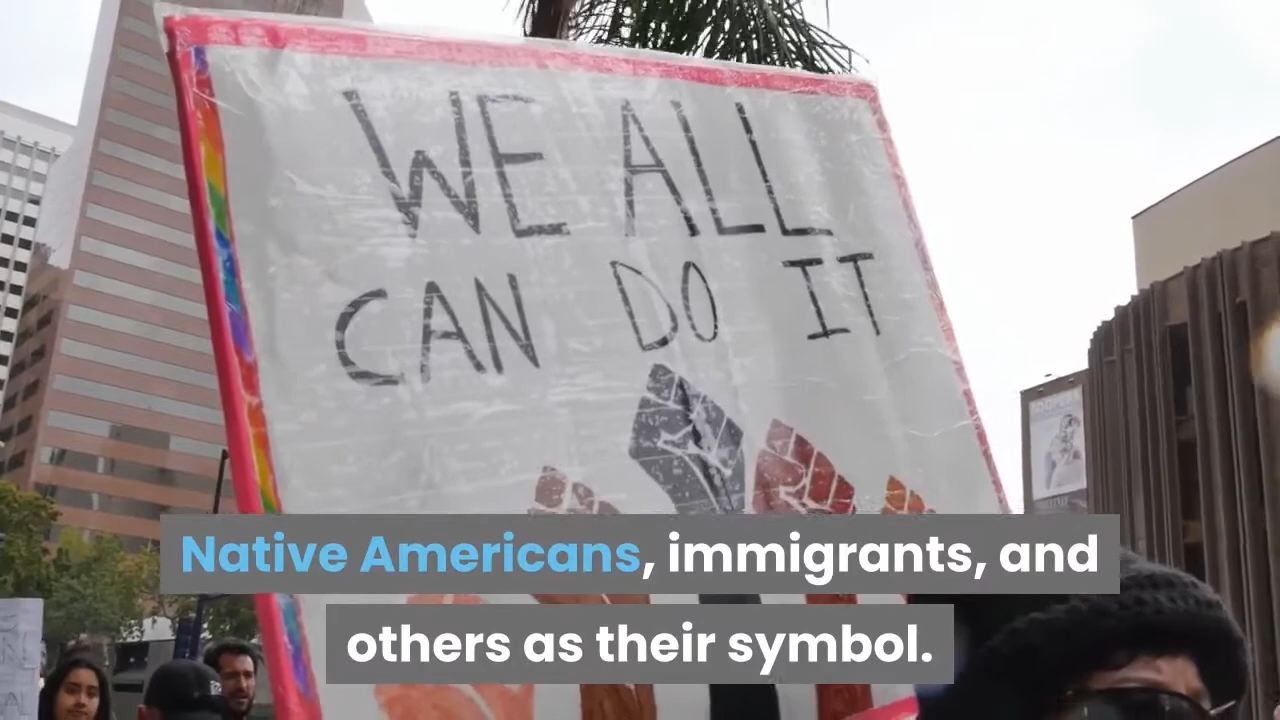 WE ALL
CAN DO IT
Native Americans, immigrants, and
others as their symbol.